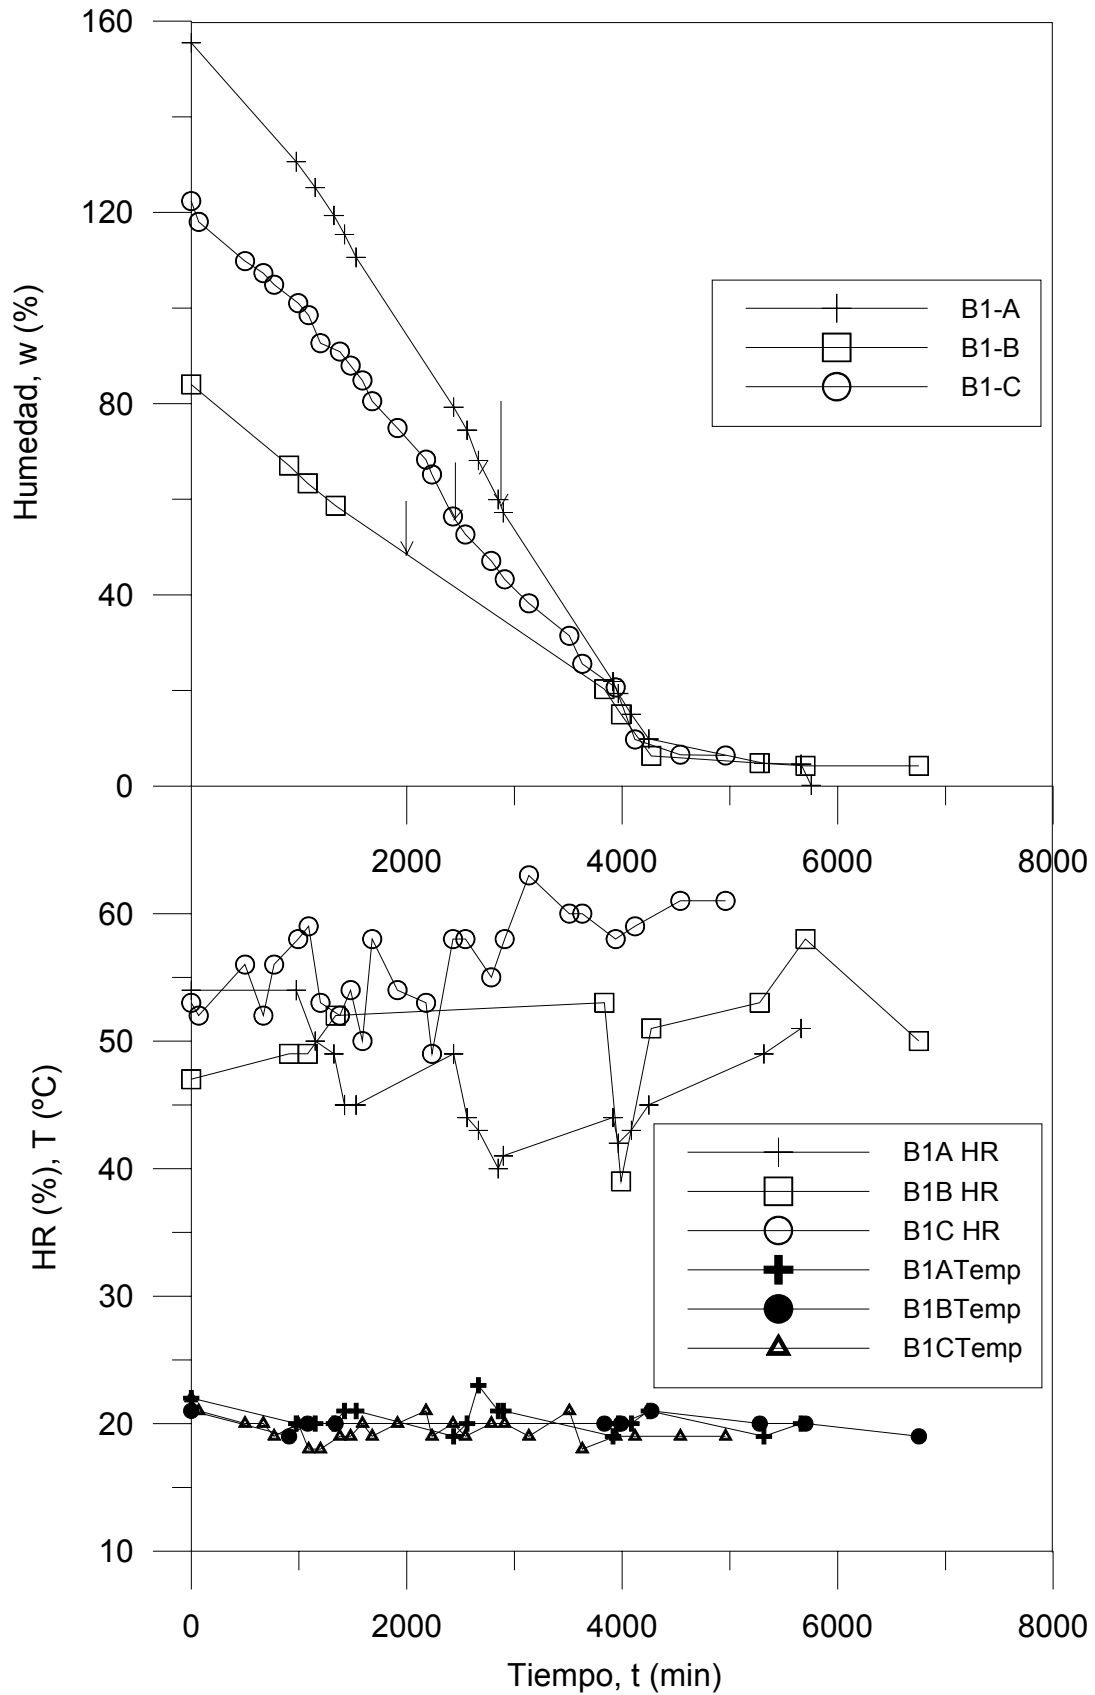 160
120
80
40
0
Humedad, w (%)
B1-A
B1-B
B1-C
2000 4000 6000 8000
60
50
40
30
20
10
HR (%), T (ºC)
B1A HR
B1B HR
B1C HR
B1ATemp
B1BTemp
B1CTemp
0 2000 4000 6000 8000
Tiempo, t (min)